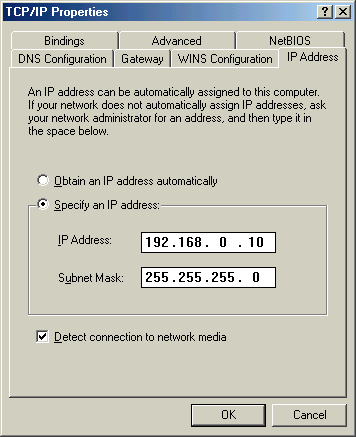 TCP/IP Properties
Bindings Advanced NetBIOS
DNS Configuration Gateway WINS Configuration IP Address
An IP address can be automatically assigned to this computer.
If your network does not automatically assign IP addresses, ask
your network administrator for an address, and then type it in
the space below.
Obtain an IP address automatically
Specify an IP address:
IP Address: 192.168. 0 .10
Subnet Mask: 255.255.255. 0
Detect connection to network media
OK Cancel